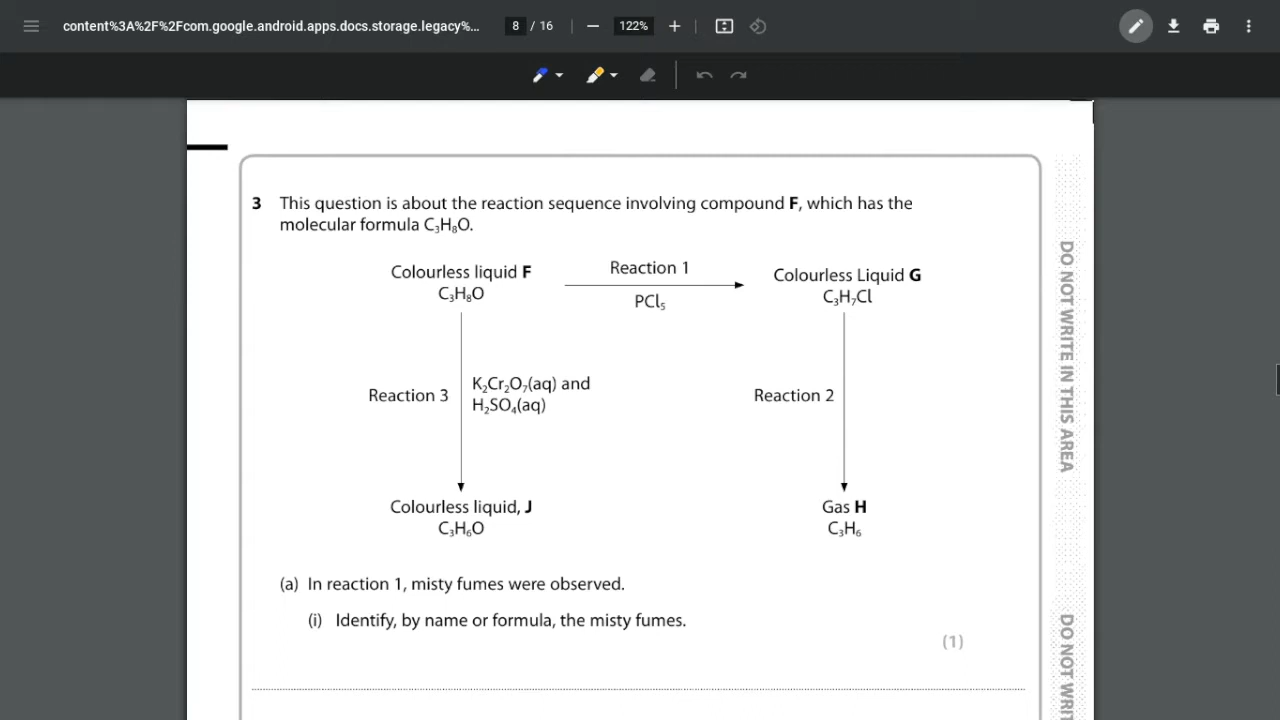 content%3A%2F%2Fcom.google.android.apps.docs.storage.legacy%...
8 / 16
122%
3 This question is about the reaction sequence involving compound F, which has the
molecular formula C₃H₈O.
Colourless liquid F
C₃H₈O
Reaction 1
PCl₅
Colourless Liquid G
C₃H₇Cl
Reaction 3
K₂Cr₂O₇(aq) and
H₂SO₄(aq)
Reaction 2
Colourless liquid, J
C₃H₆O
Gas H
C₃H₆
(a) In reaction 1, misty fumes were observed.
(i) Identify, by name or formula, the misty fumes.
(1)
DO NOT WRITE IN THIS AREA
DO NOT WRIT